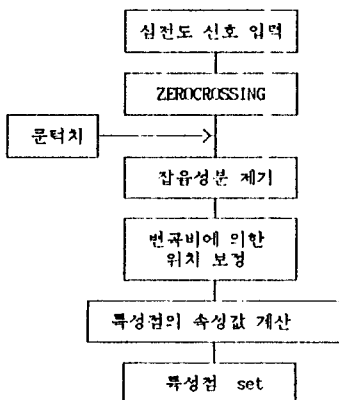 심전도 신호 입력
ZEROCROSSING
문턱치
잡음성분 제기
변곡비에 의한
위치 보정
특성점의 속성값 계산
특성점 set